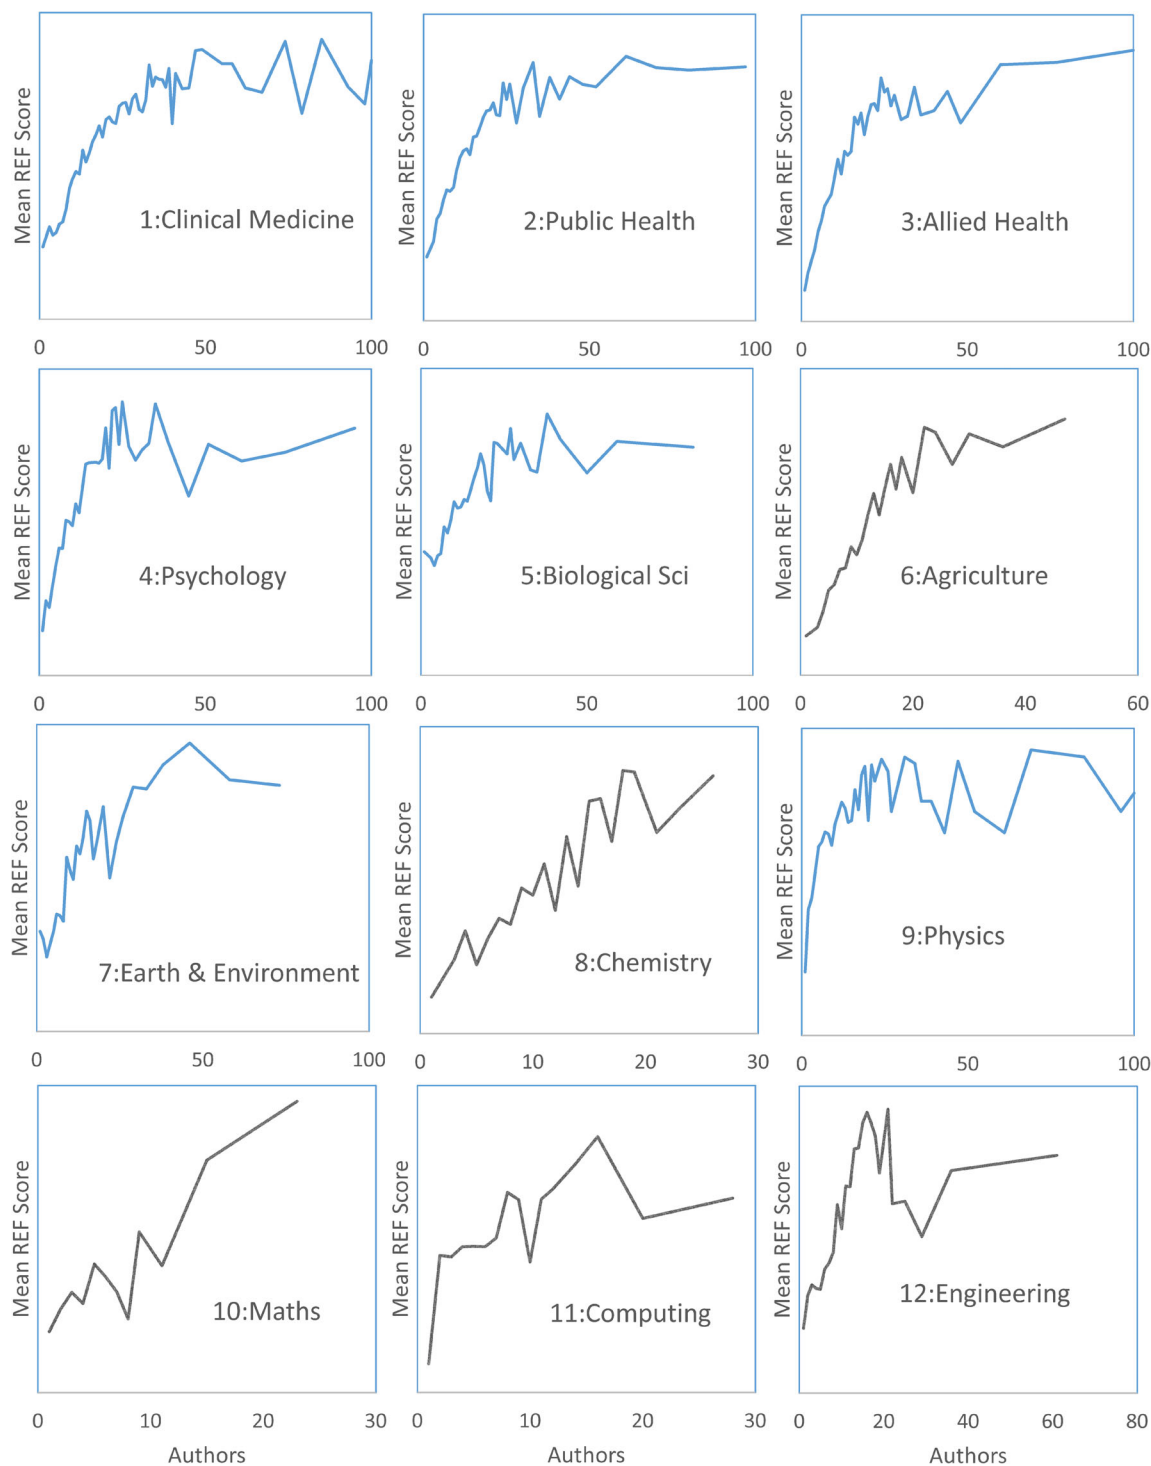 Mean REF Score
1:Clinical Medicine
0 50 100
Mean REF Score
2:Public Health
0 50 100
Mean REF Score
3:Allied Health
0 50 100
Mean REF Score
4:Psychology
0 50 100
Mean REF Score
5:Biological Sci
0 50 100
Mean REF Score
6:Agriculture
0 20 40 60
Mean REF Score
7:Earth & Environment
0 50 100
Mean REF Score
8:Chemistry
0 10 20 30
Mean REF Score
9:Physics
0 50 100
Mean REF Score
10:Maths
0 10 20 30
Authors
Mean REF Score
11:Computing
0 10 20 30
Authors
Mean REF Score
12:Engineering
0 20 40 60 80
Authors